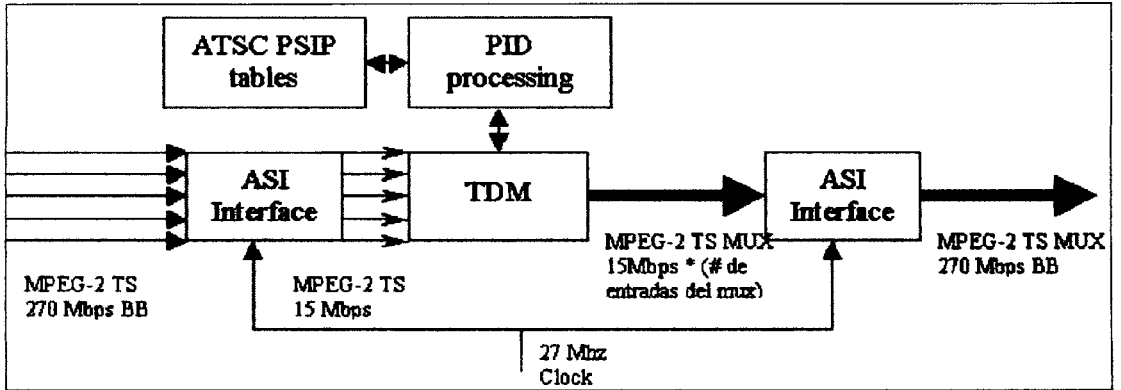 ATSC PSIP
tables
PID
processing
ASI
Interface
TDM
ASI
Interface
MPEG-2 TS
270 Mbps BB
MPEG-2 TS
15 Mbps
MPEG-2 TS MUX
15Mbps * (# de
entradas del mux)
MPEG-2 TS MUX
270 Mbps BB
27 Mhz
Clock